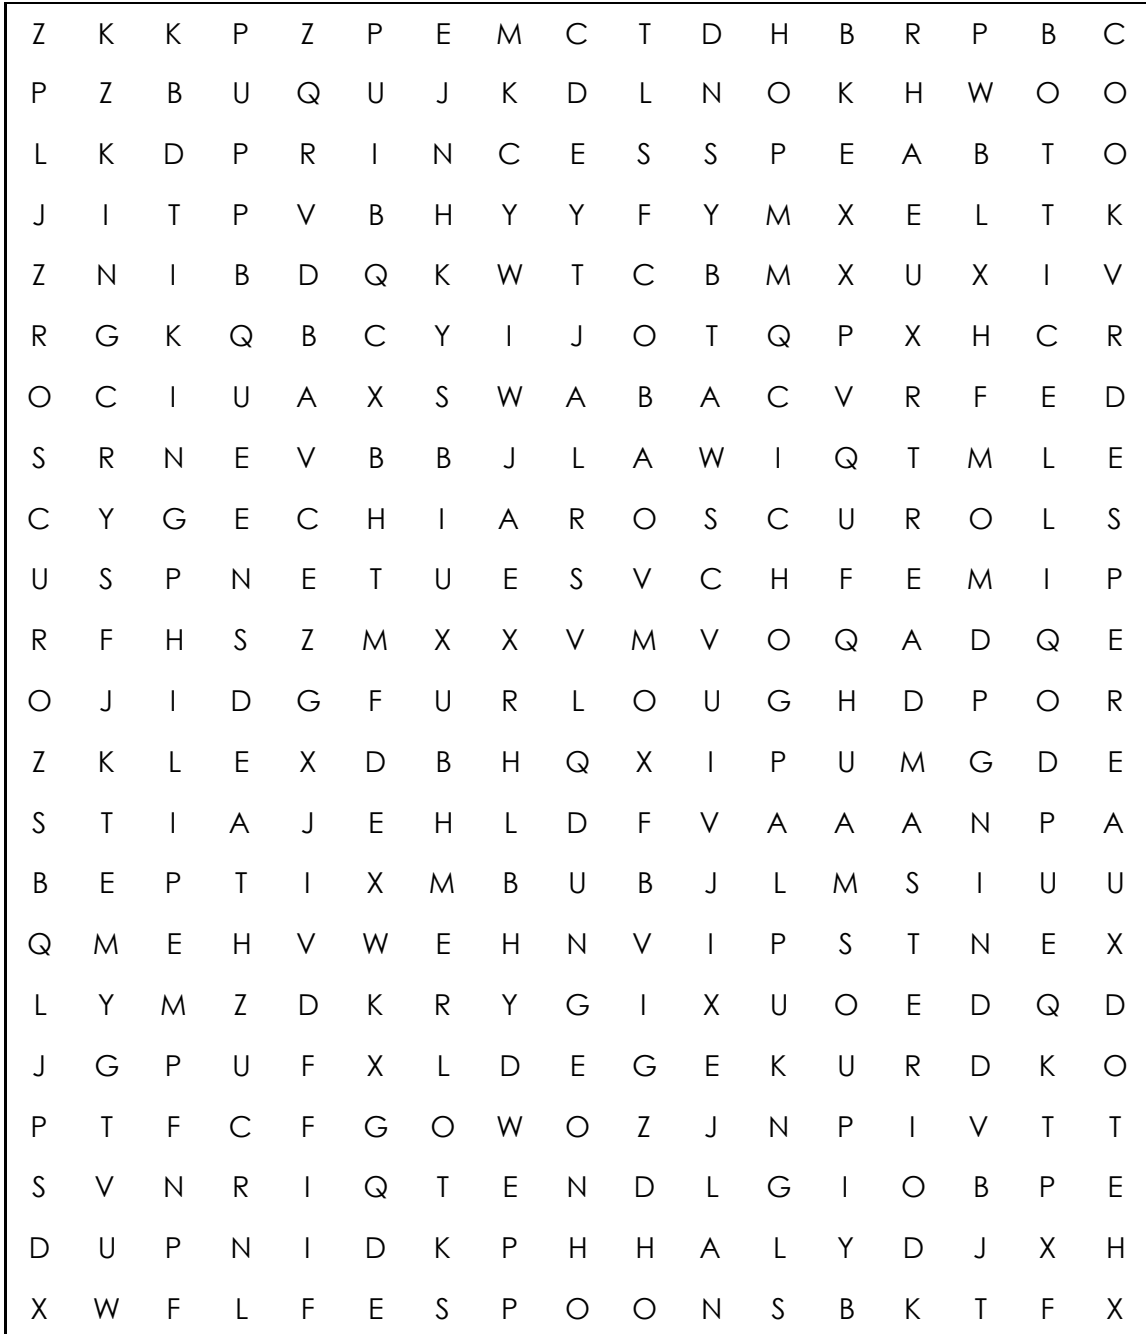 Z K K P Z P E M C T D H B R P B C
P Z B U Q U J K D L N O K H W O O
L K D P R I N C E S S P E A B T O
J I T P V B H Y Y F Y M X E L T K
Z N I B D Q K W T C B M X U X I V
R G K Q B C Y I J O T Q P X H C R
O C I U A X S W A B A C V R F E D
S R N E V B B J L A W I Q T M L E
C Y G E C H I A R O S C U R O L S
U S P N E T U E S V C H F E M I P
R F H S Z M X X V M V O Q A D Q E
O J I D G F U R L O U G H D P O R
Z K L E X D B H Q X I P U M G D E
S T I A J E H L D F V A A A N P A
B E P T I X M B U B J L M S I U U
Q M E H V W E H N V I P S T N E X
L Y M Z D K R Y G I X U O E D Q D
J G P U F X L D E G E K U R D K O
P T F C F G O W O Z J N P I V T T
S V N R I Q T E N D L G I O B P E
D U P N I D K P H H A L Y D J X H
X W F L F E S P O O N S B K T F X